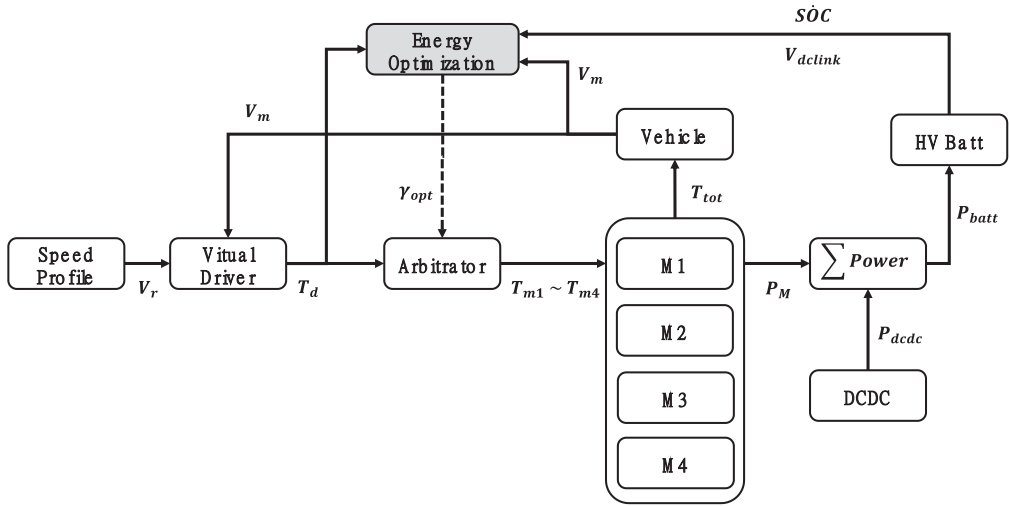 SȮC
Energy
Optimization
V_dclink
V_m
V_m
Vehicle
HV Batt
γ_opt
T_tot
P_batt
Speed
Profile
V_r
Vitual
Driver
T_d
Arbitrator
T_m1 ~ T_m4
M1
P_M
∑ Power
M2
P_dcdc
M3
DCDC
M4